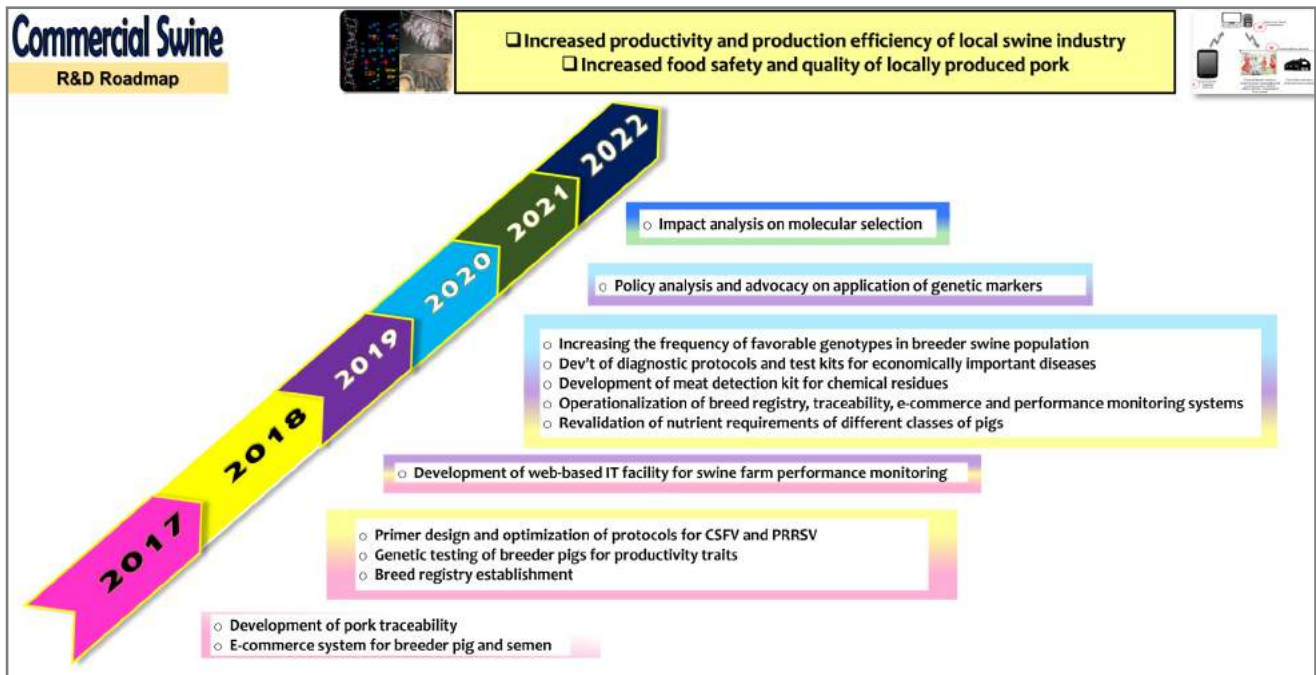 Commercial Swine
R&D Roadmap
❑Increased productivity and production efficiency of local swine industry
❑Increased food safety and quality of locally produced pork
2022
2021
2020
2019
2018
2017
○ Impact analysis on molecular selection
○ Policy analysis and advocacy on application of genetic markers
○ Increasing the frequency of favorable genotypes in breeder swine population
○ Dev't of diagnostic protocols and test kits for economically important diseases
○ Development of meat detection kit for chemical residues
○ Operationalization of breed registry, traceability, e-commerce and performance monitoring systems
○ Revalidation of nutrient requirements of different classes of pigs
○ Development of web-based IT facility for swine farm performance monitoring
○ Primer design and optimization of protocols for CSFV and PRRSV
○ Genetic testing of breeder pigs for productivity traits
○ Breed registry establishment
○ Development of pork traceability
○ E-commerce system for breeder pig and semen